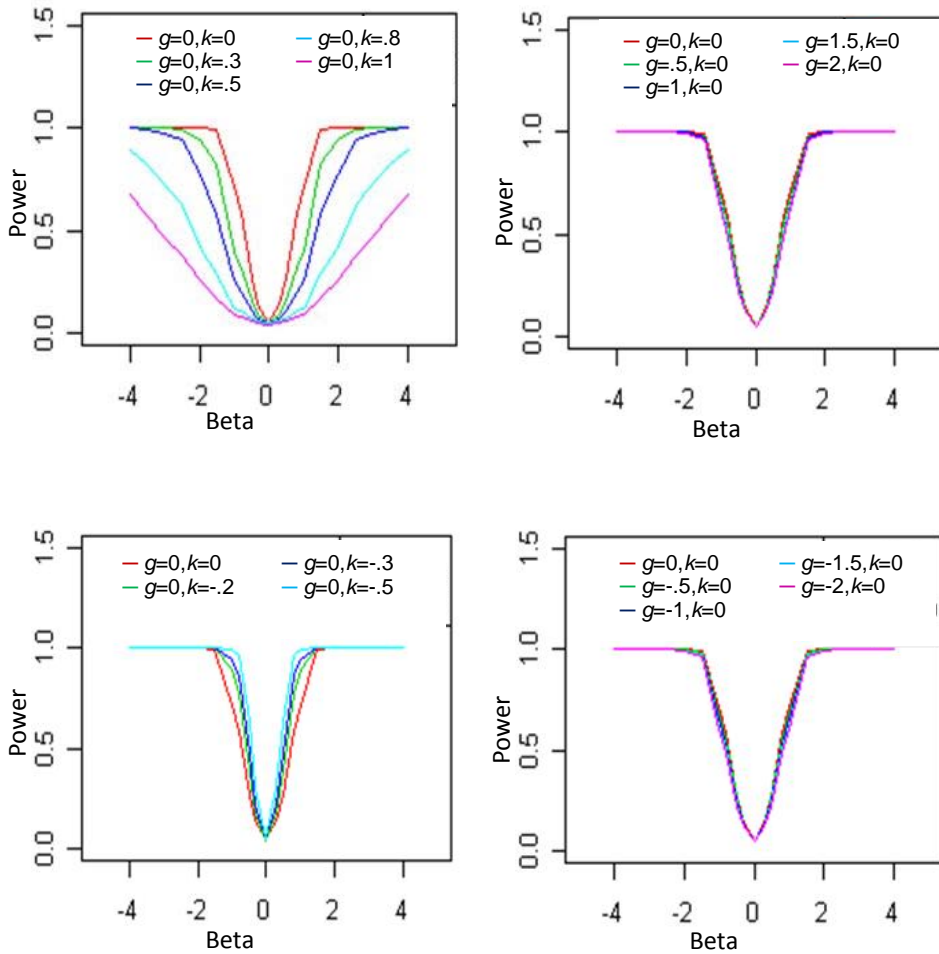 g=0,k=0
g=0,k=.8
g=0,k=.3
g=0,k=1
g=0,k=.5
Power
1.5
1.0
0.5
0.0
-4 -2 0 2 4
Beta
g=0,k=0
g=1.5,k=0
g=.5,k=0
g=2,k=0
g=1,k=0
Power
1.5
1.0
0.5
0.0
-4 -2 0 2 4
Beta
g=0,k=0
g=0,k=-.3
g=0,k=-.2
g=0,k=-.5
Power
1.5
1.0
0.5
0.0
-4 -2 0 2 4
Beta
g=0,k=0
g=-1.5,k=0
g=-.5,k=0
g=-2,k=0
g=-1,k=0
Power
1.5
1.0
0.5
0.0
-4 -2 0 2 4
Beta